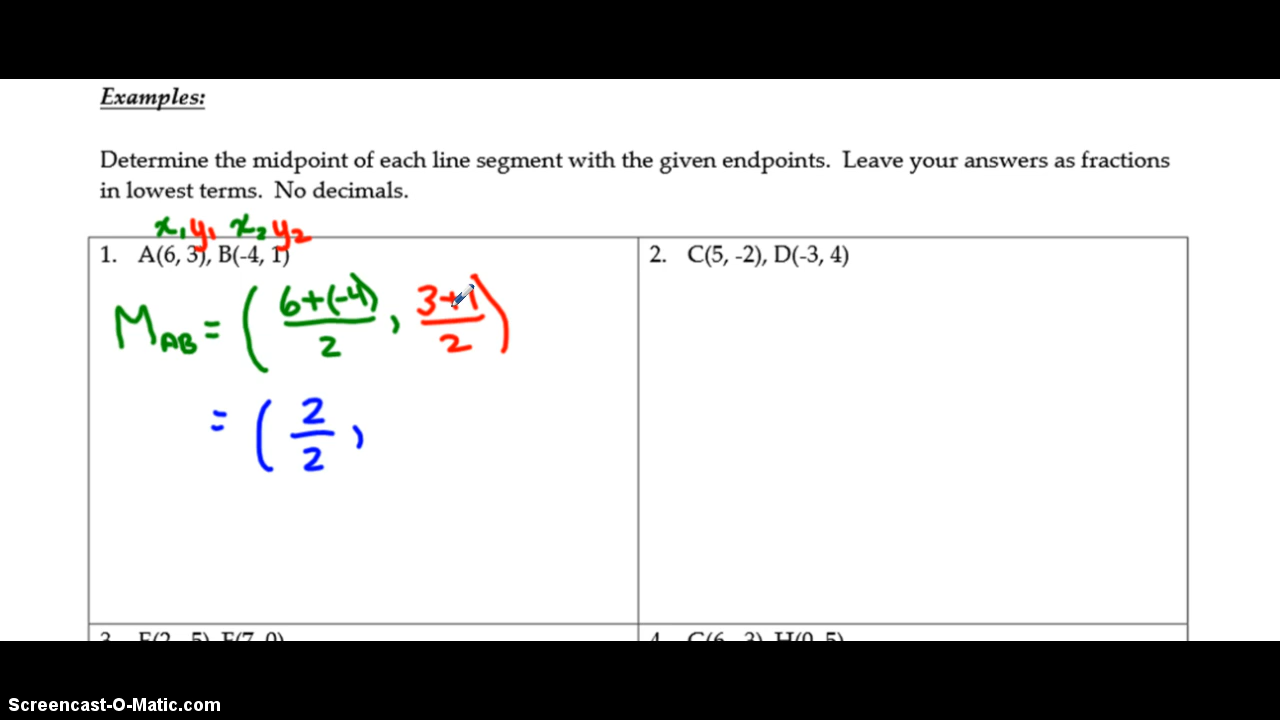 Examples:
Determine the midpoint of each line segment with the given endpoints. Leave your answers as fractions
in lowest terms. No decimals.
x₁ y₁ x₂ y₂
1. A(6, 3), B(-4, 1)
M_AB = ( 6+(-4)/2 , 3+1/2 )
= ( 2/2 ,
2. C(5, -2), D(-3, 4)
Screencast-O-Matic.com